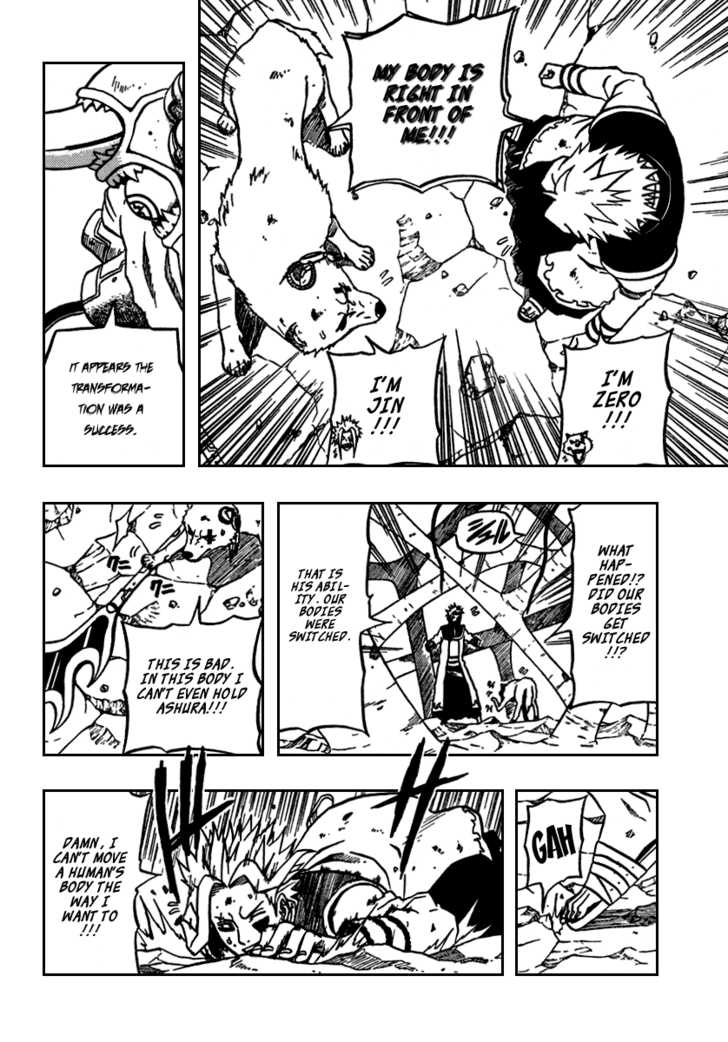 MY BODY IS
RIGHT IN
FRONT OF
ME!!!
I'M
ZERO
!!!
I'M
JIN
!!!
IT APPEARS THE
TRANSFORMA-
TION WAS A
SUCCESS.
WHAT
HAP-
PENED!?
DID OUR
BODIES
GET
SWITCHED
!!?
THAT IS
HIS ABIL-
ITY. OUR
BODIES
WERE
SWITCHED.
THIS IS BAD.
IN THIS BODY I
CAN'T EVEN HOLD
ASHURA!!!
GAH
DAMN, I
CAN'T MOVE
A HUMAN'S
BODY THE
WAY I
WANT TO
!!!